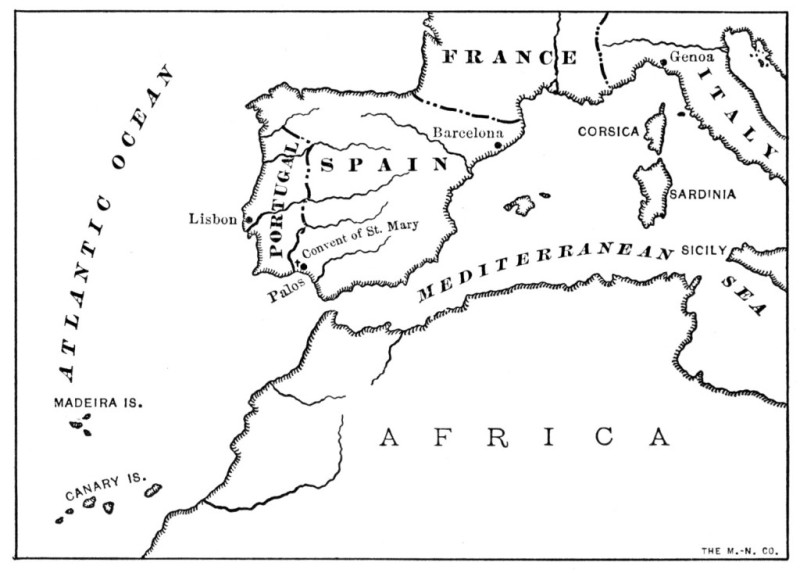 FRANCE
Genoa
ITALY
Barcelona
CORSICA
SPAIN
PORTUGAL
SARDINIA
Lisbon
Convent of St. Mary
Palos
MEDITERRANEAN SEA
SICILY
ATLANTIC OCEAN
MADEIRA IS.
AFRICA
CANARY IS.
THE M.-N. CO.